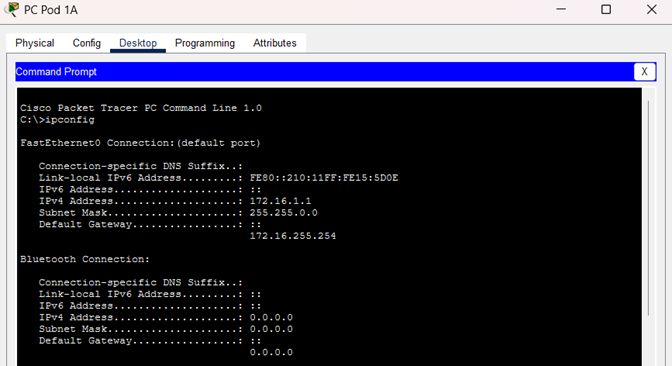 PC Pod 1A
Physical Config Desktop Programming Attributes
Command Prompt X
Cisco Packet Tracer PC Command Line 1.0
C:\>ipconfig
FastEthernet0 Connection:(default port)
Connection-specific DNS Suffix..:
Link-local IPv6 Address.........: FE80::210:11FF:FE15:5D0E
IPv6 Address....................: ::
IPv4 Address....................: 172.16.1.1
Subnet Mask.....................: 255.255.0.0
Default Gateway.................: ::
172.16.255.254
Bluetooth Connection:
Connection-specific DNS Suffix..:
Link-local IPv6 Address.........: ::
IPv6 Address....................: ::
IPv4 Address....................: 0.0.0.0
Subnet Mask.....................: 0.0.0.0
Default Gateway.................: ::
0.0.0.0